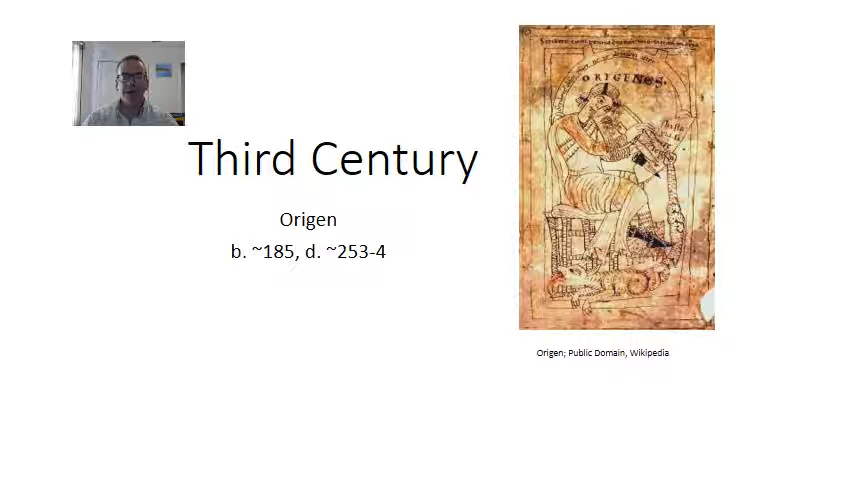 Third Century
Origen
b. ~185, d. ~253-4
ORIGENES
Origen; Public Domain, Wikipedia